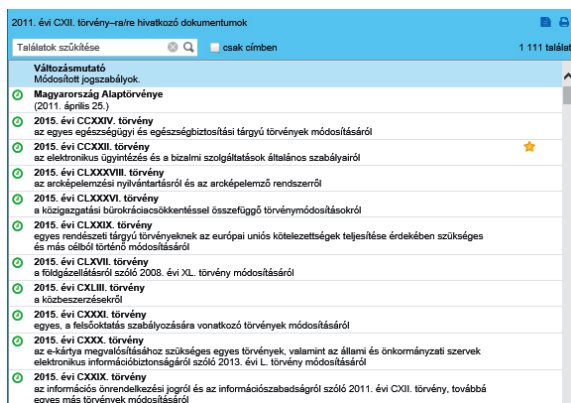 2011. évi CXII. törvény–ra/re hivatkozó dokumentumok
Találatok szűkítése
csak címben
1 111 találat
Változásmutató
Módosított jogszabályok.
Magyarország Alaptörvénye
(2011. április 25.)
2015. évi CCXXIV. törvény
az egyes egészségügyi és egészségbiztosítási tárgyú törvények módosításáról
2015. évi CCXXII. törvény
az elektronikus ügyintézés és a bizalmi szolgáltatások általános szabályairól
2015. évi CLXXXVIII. törvény
az arcképelemzési nyilvántartásról és az arcképelemző rendszerről
2015. évi CLXXXVI. törvény
a közigazgatási bürokráciacsökkentéssel összefüggő törvénymódosításokról
2015. évi CLXXIX. törvény
egyes rendészeti tárgyú törvényeknek az európai uniós kötelezettségek teljesítése érdekében szükséges
és más célból történő módosításáról
2015. évi CLXVII. törvény
a földgázellátásról szóló 2008. évi XL. törvény módosításáról
2015. évi CXLIII. törvény
a közbeszerzésekről
2015. évi CXXXI. törvény
egyes, a felsőoktatás szabályozására vonatkozó törvények módosításáról
2015. évi CXXX. törvény
az e-kártya megvalósításához szükséges egyes törvények, valamint az állami és önkormányzati szervek
elektronikus információbiztonságáról szóló 2013. évi L. törvény módosításáról
2015. évi CXXIX. törvény
az információs önrendelkezési jogról és az információszabadságról szóló 2011. évi CXII. törvény, továbbá
egyes más törvények módosításáról